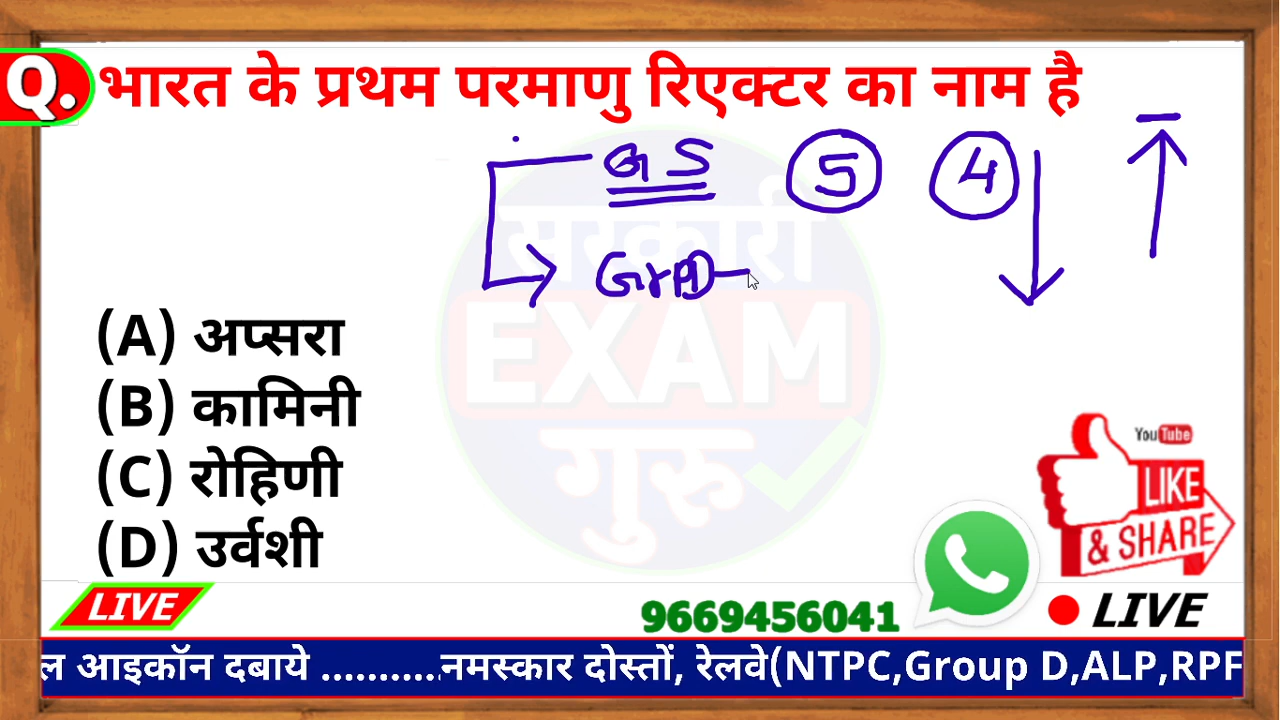 Q. भारत के प्रथम परमाणु रिएक्टर का नाम है
GS 5 4
GrpD-
सरकारी
EXAM
गुरु
(A) अप्सरा
(B) कामिनी
(C) रोहिणी
(D) उर्वशी
YouTube
LIKE
& SHARE
LIVE
9669456041
LIVE
ल आइकॉन दबाये ...........नमस्कार दोस्तों, रेलवे(NTPC,Group D,ALP,RPF